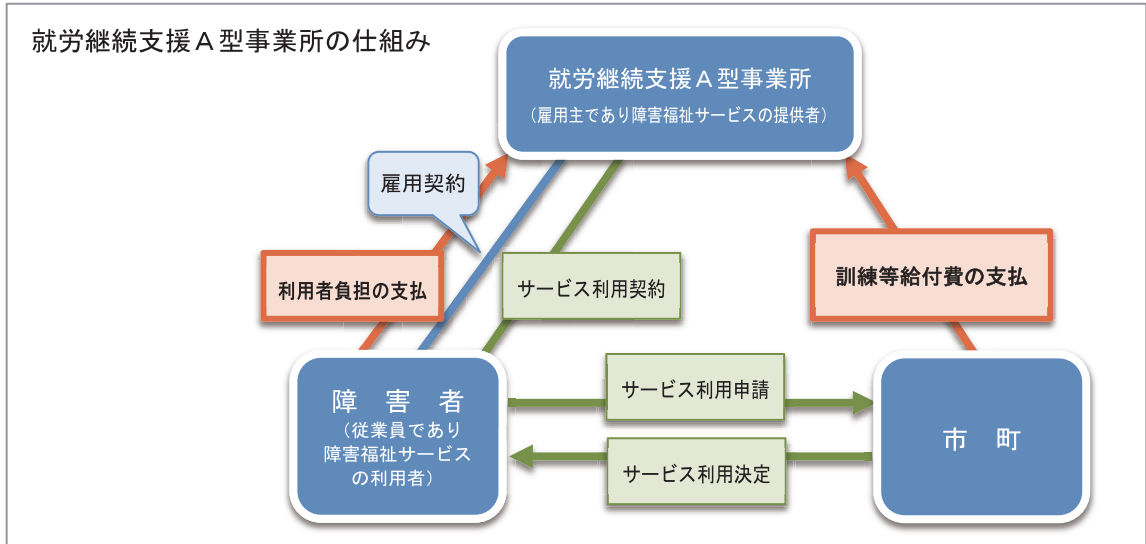 就労継続支援Ａ型事業所の仕組み
就労継続支援Ａ型事業所
（雇用主であり障害福祉サービスの提供者）
雇用契約
利用者負担の支払
サービス利用契約
訓練等給付費の支払
障　害　者
（従業員であり
障害福祉サービス
の利用者）
サービス利用申請
サービス利用決定
市　町